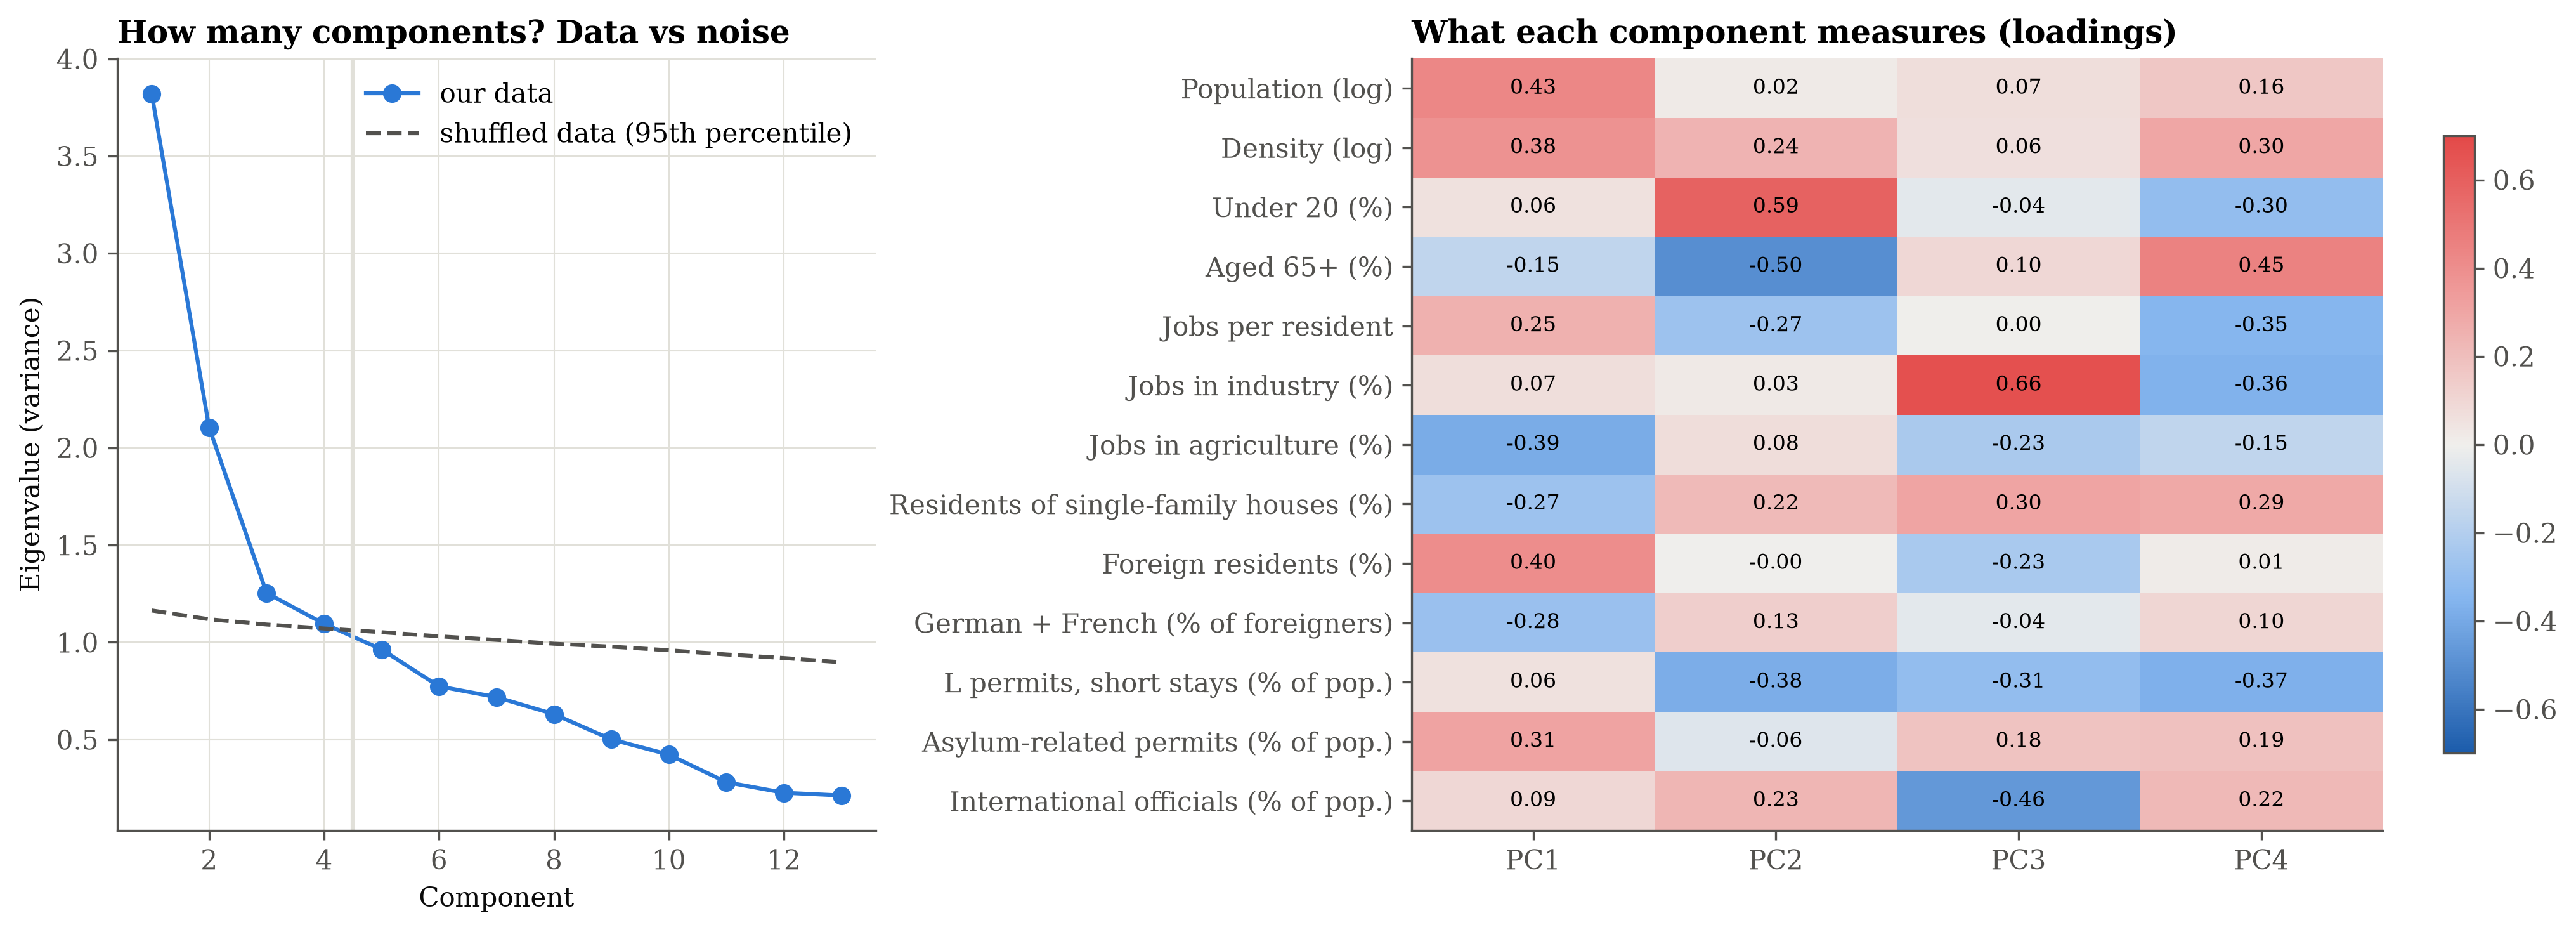 How many components? Data vs noise
4.0
3.5
3.0
2.5
2.0
1.5
1.0
0.5
Eigenvalue (variance)
our data
shuffled data (95th percentile)
2 4 6 8 10 12
Component
What each component measures (loadings)
Population (log) 0.43 0.02 0.07 0.16
Density (log) 0.38 0.24 0.06 0.30
Under 20 (%) 0.06 0.59 -0.04 -0.30
Aged 65+ (%) -0.15 -0.50 0.10 0.45
Jobs per resident 0.25 -0.27 0.00 -0.35
Jobs in industry (%) 0.07 0.03 0.66 -0.36
Jobs in agriculture (%) -0.39 0.08 -0.23 -0.15
Residents of single-family houses (%) -0.27 0.22 0.30 0.29
Foreign residents (%) 0.40 -0.00 -0.23 0.01
German + French (% of foreigners) -0.28 0.13 -0.04 0.10
L permits, short stays (% of pop.) 0.06 -0.38 -0.31 -0.37
Asylum-related permits (% of pop.) 0.31 -0.06 0.18 0.19
International officials (% of pop.) 0.09 0.23 -0.46 0.22
PC1 PC2 PC3 PC4
0.6
0.4
0.2
0.0
−0.2
−0.4
−0.6